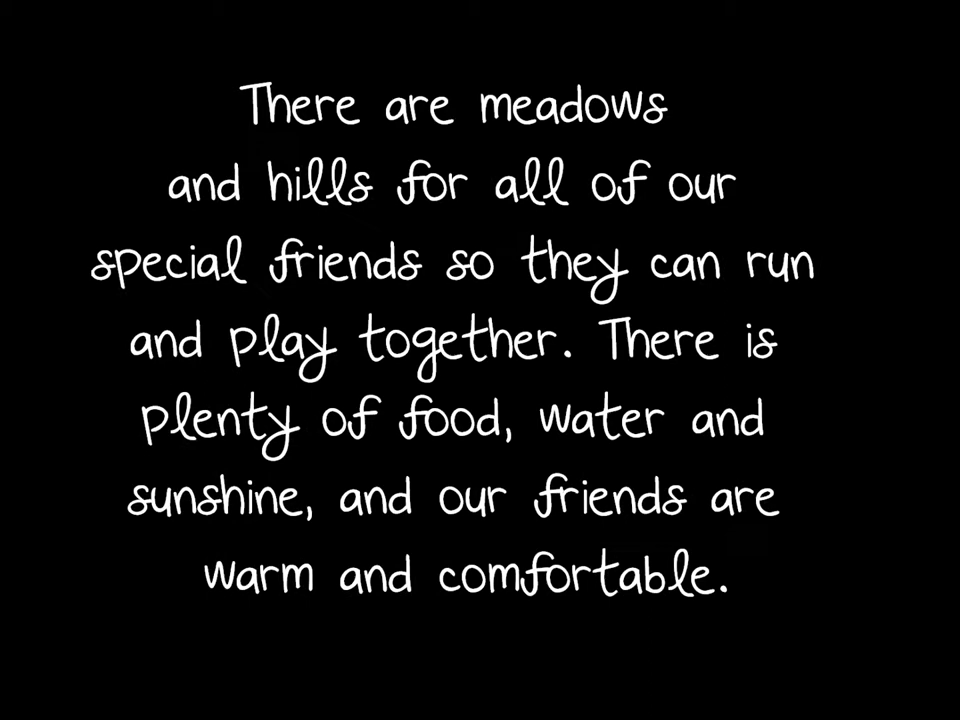 There are meadows
and hills for all of our
special friends so they can run
and play together. There is
plenty of food, water and
sunshine, and our friends are
warm and comfortable.